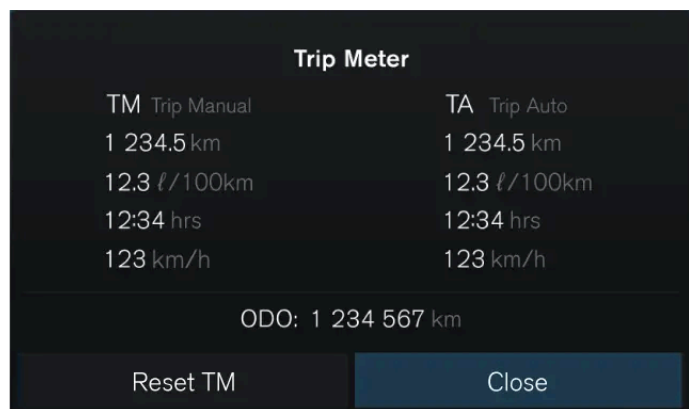 Trip Meter
TM Trip Manual
TA Trip Auto
1 234.5 km
1 234.5 km
12.3 ℓ/100km
12.3 ℓ/100km
12:34 hrs
12:34 hrs
123 km/h
123 km/h
ODO: 1 234 567 km
Reset TM
Close